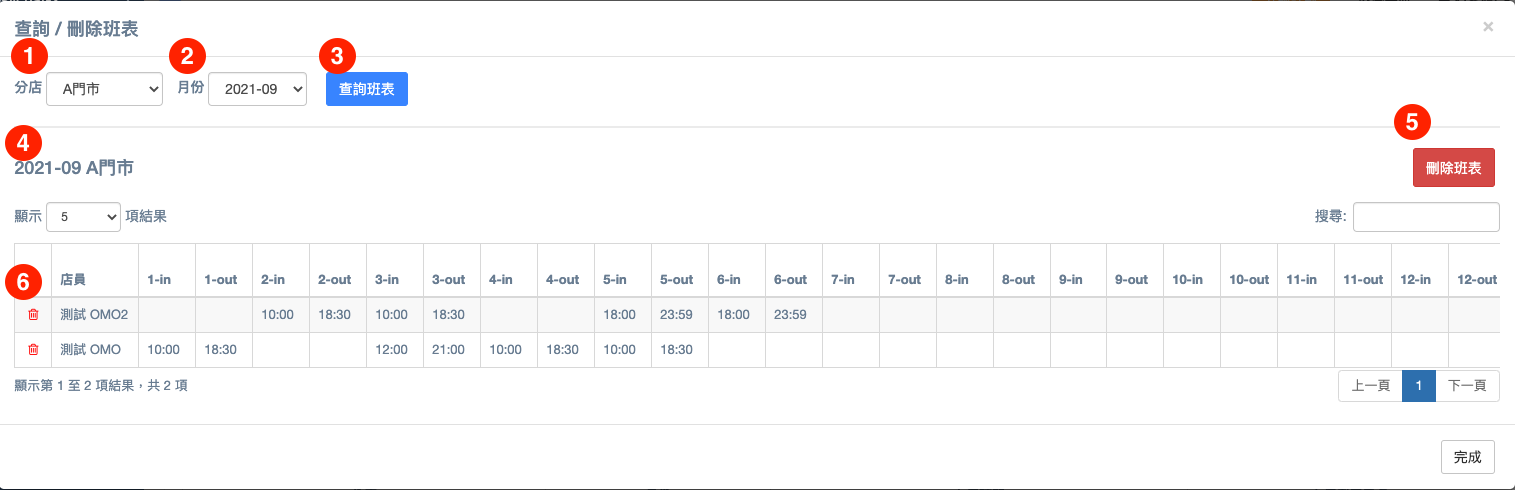 查詢 / 刪除班表
×
1 2 3
分店 A門市 月份 2021-09 查詢班表
4 5
2021-09 A門市 刪除班表
顯示 5 項結果 搜尋:
店員 1-in 1-out 2-in 2-out 3-in 3-out 4-in 4-out 5-in 5-out 6-in 6-out 7-in 7-out 8-in 8-out 9-in 9-out 10-in 10-out 11-in 11-out 12-in 12-out
6
測試 OMO2 10:00 18:30 10:00 18:30 18:00 23:59 18:00 23:59
測試 OMO 10:00 18:30 12:00 21:00 10:00 18:30 10:00 18:30
顯示第 1 至 2 項結果，共 2 項 上一頁 1 下一頁
完成